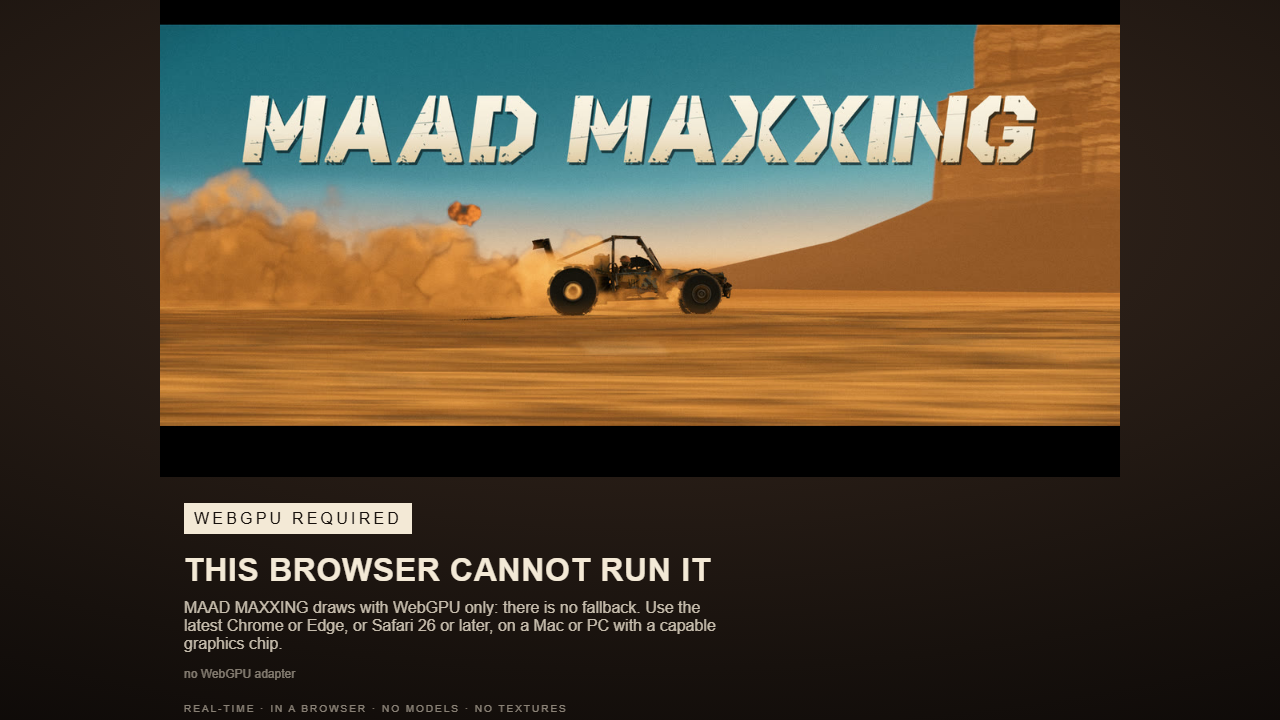 MAAD MAXXING
WEBGPU REQUIRED
THIS BROWSER CANNOT RUN IT
MAAD MAXXING draws with WebGPU only: there is no fallback. Use the
latest Chrome or Edge, or Safari 26 or later, on a Mac or PC with a capable
graphics chip.
no WebGPU adapter
REAL-TIME · IN A BROWSER · NO MODELS · NO TEXTURES